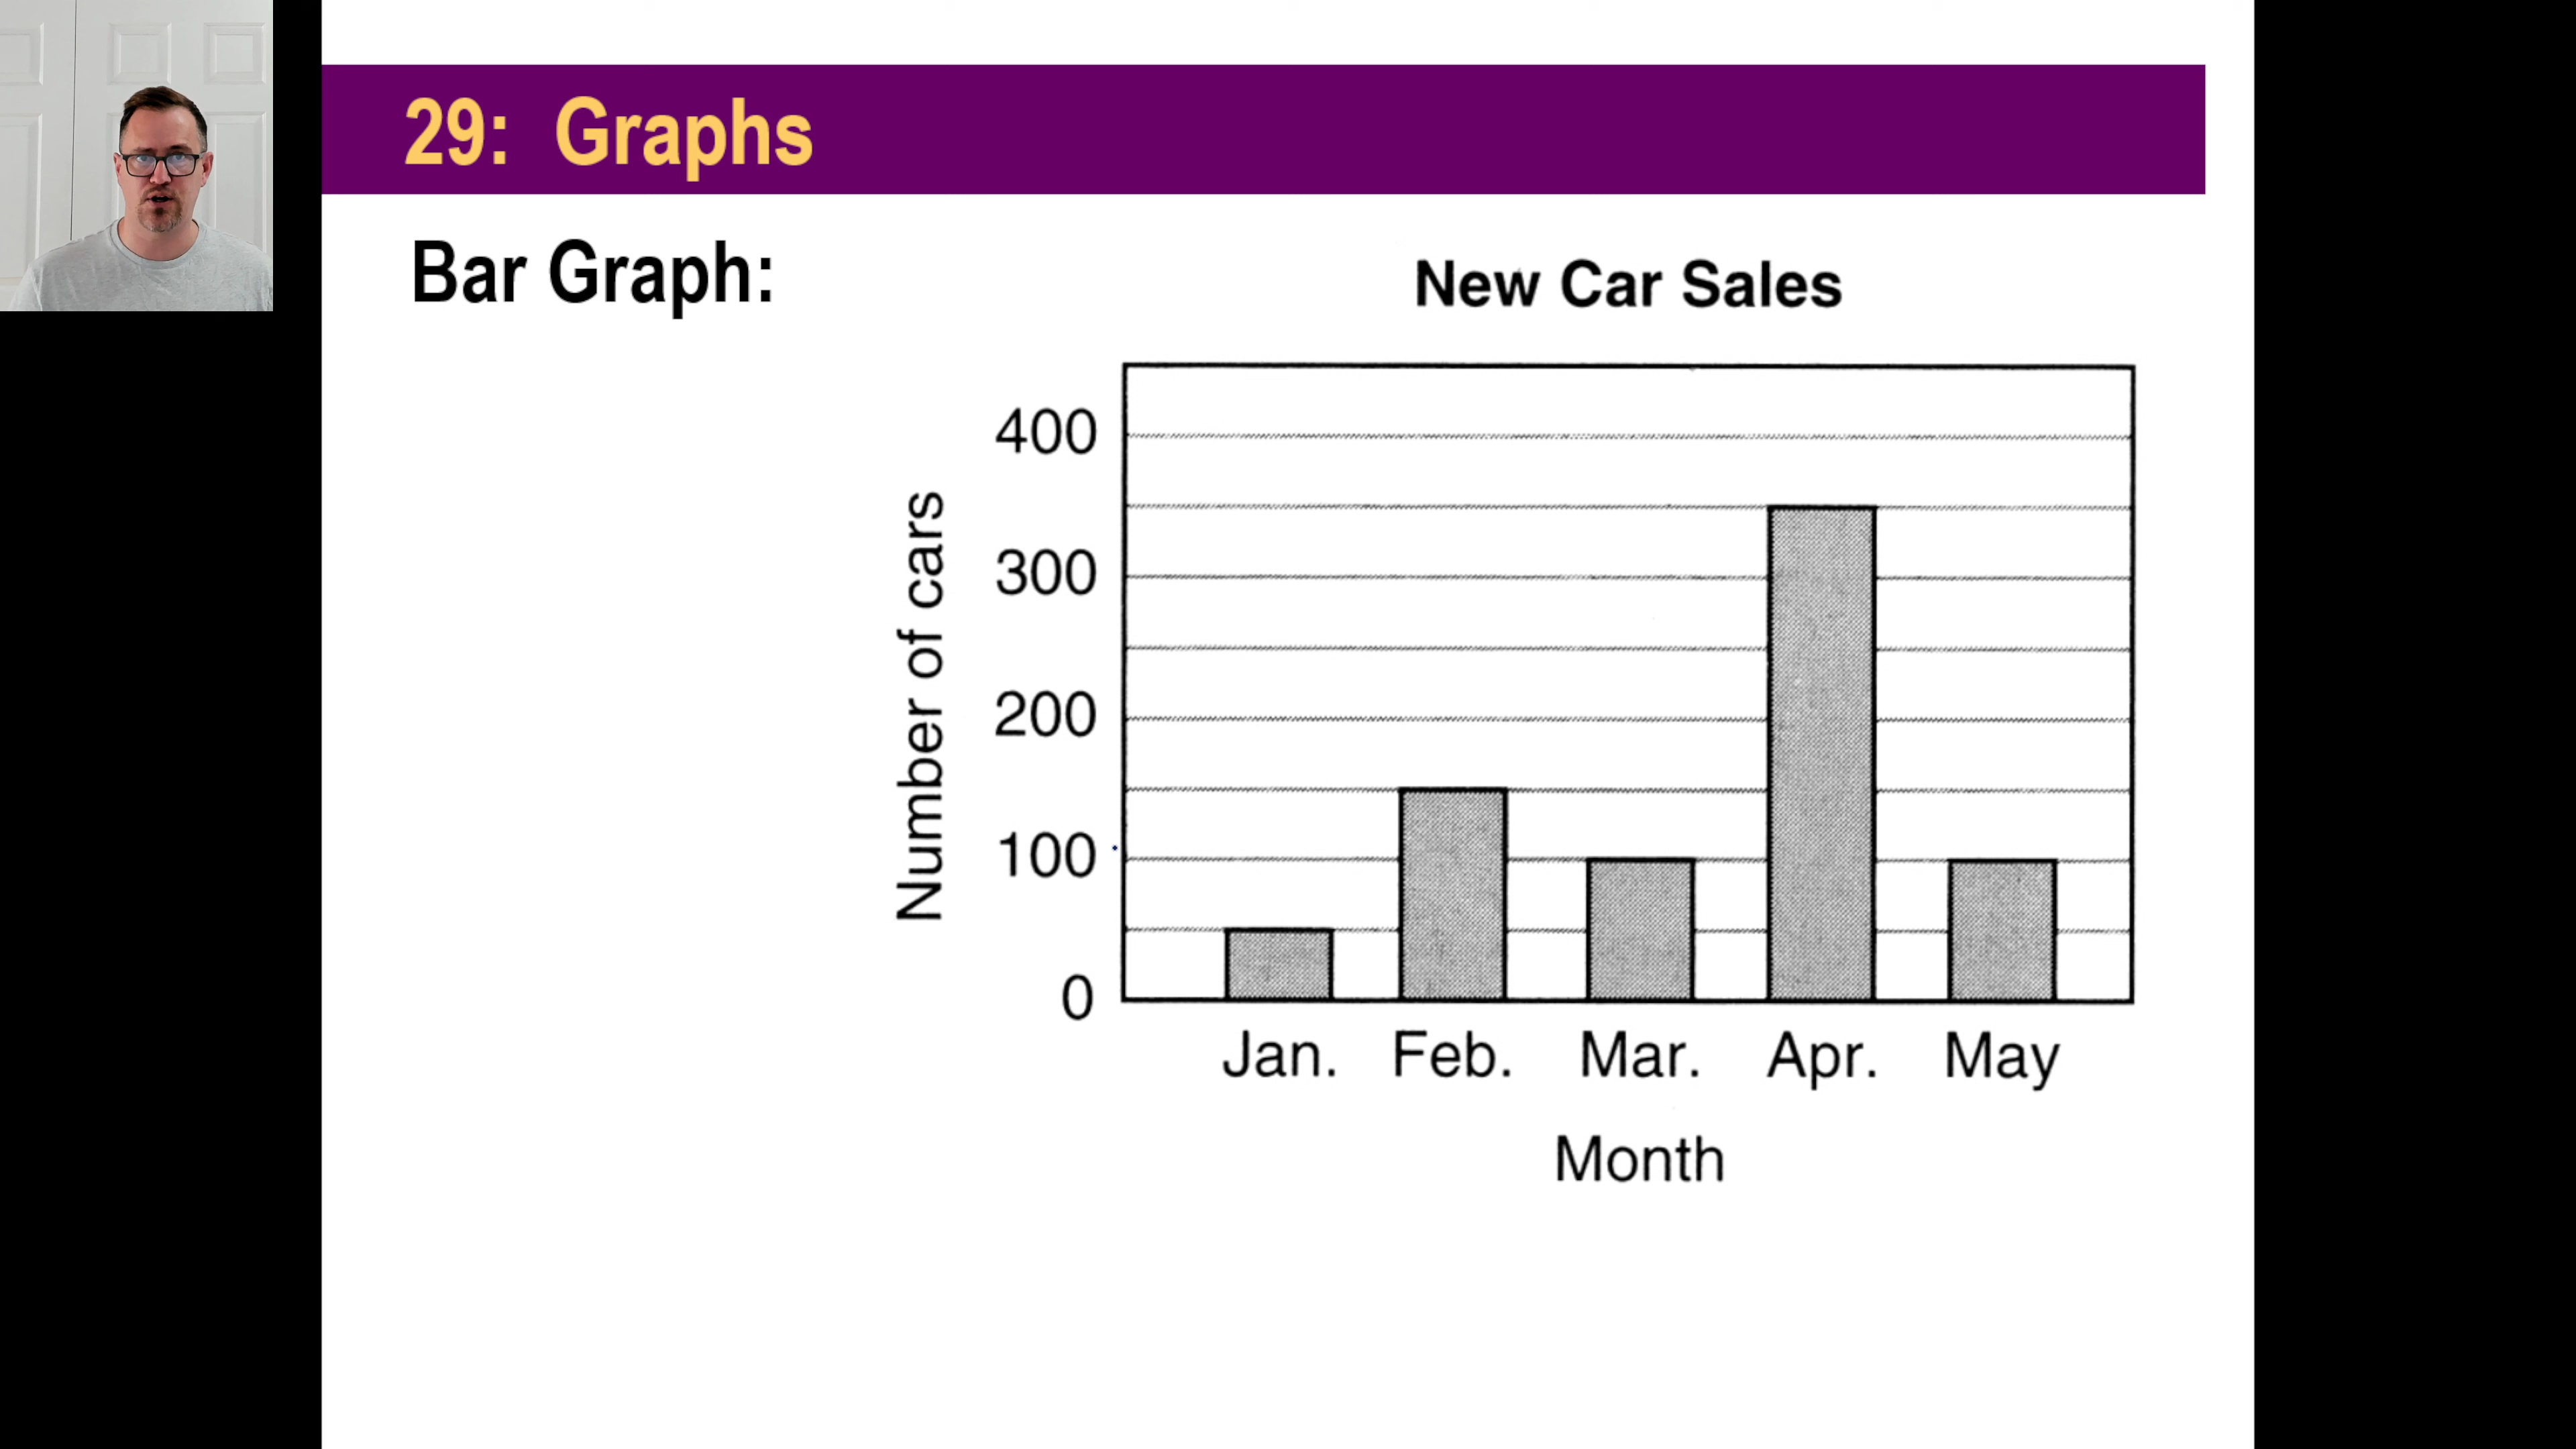 29: Graphs
Bar Graph:
New Car Sales
Number of cars
400
300
200
100
0
Jan. Feb. Mar. Apr. May
Month